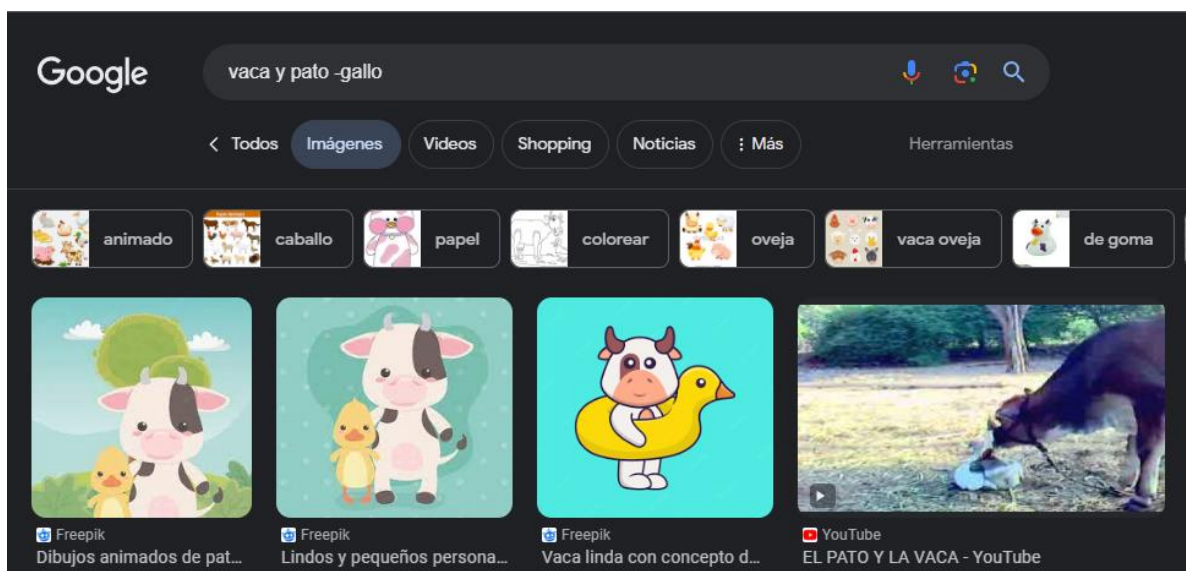 Google
vaca y pato -gallo
Todos Imágenes Videos Shopping Noticias Más Herramientas
animado caballo papel colorear oveja vaca oveja de goma
Freepik Freepik Freepik YouTube
Dibujos animados de pat... Lindos y pequeños persona... Vaca linda con concepto d... EL PATO Y LA VACA - YouTube